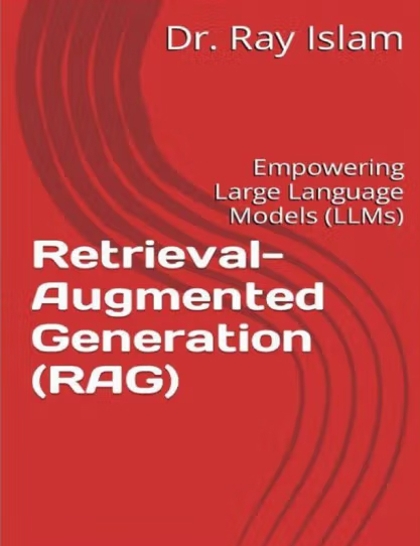 Dr. Ray Islam
Empowering
Large Language
Models (LLMs)
Retrieval-
Augmented
Generation
(RAG)